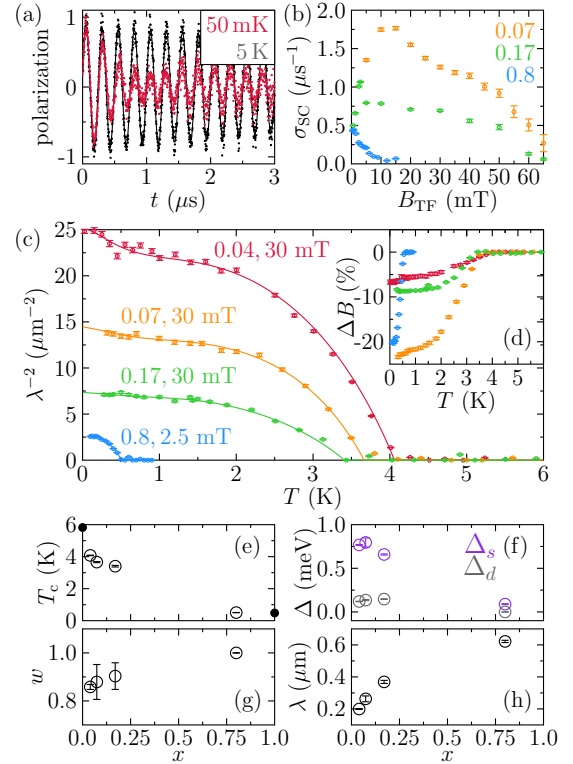 (a)
50 mK
5 K
polarization
1
0
-1
0 1 2 3
t (μs)
(b)
0.07
0.17
0.8
σSC (μs⁻¹)
2.0
1.5
1.0
0.5
0.0
0 10 20 30 40 50 60
BTF (mT)
(c)
0.04, 30 mT
0.07, 30 mT
0.17, 30 mT
0.8, 2.5 mT
λ⁻² (μm⁻²)
25
20
15
10
5
0
0 1 2 3 4 5 6
T (K)
ΔB (%)
0
-10
-20
(d)
0 1 2 3 4 5
T (K)
(e)
Tc (K)
6
4
2
0
(f)
Δs
Δd
Δ (meV)
1.0
0.5
0.0
(g)
w
1.0
0.8
0 0.25 0.50 0.75 1.0
x
(h)
λ (μm)
0.6
0.4
0.2
0 0.25 0.50 0.75 1.0
x